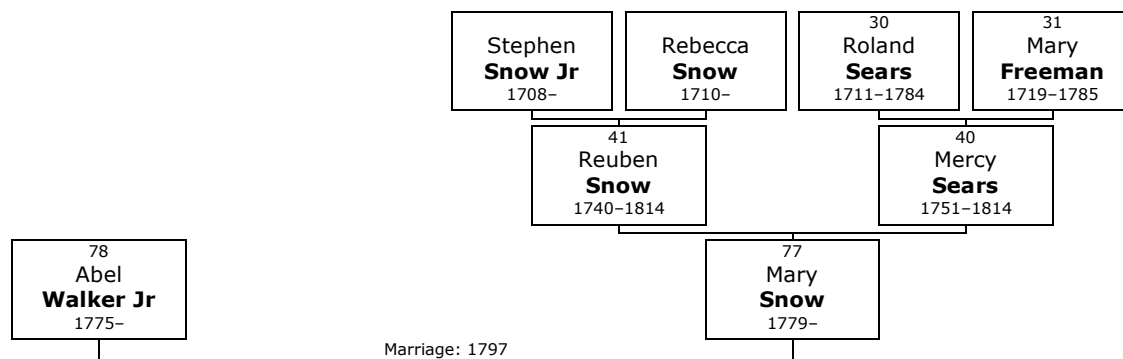 Stephen
Snow Jr
1708–
Rebecca
Snow
1710–
30
Roland
Sears
1711–1784
31
Mary
Freeman
1719–1785
41
Reuben
Snow
1740–1814
40
Mercy
Sears
1751–1814
78
Abel
Walker Jr
1775–
77
Mary
Snow
1779–
Marriage: 1797